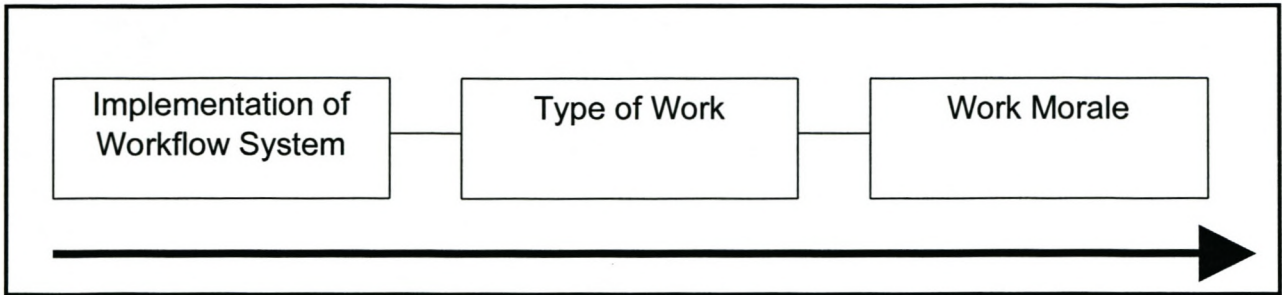 Implementation of
Workflow System
Type of Work
Work Morale